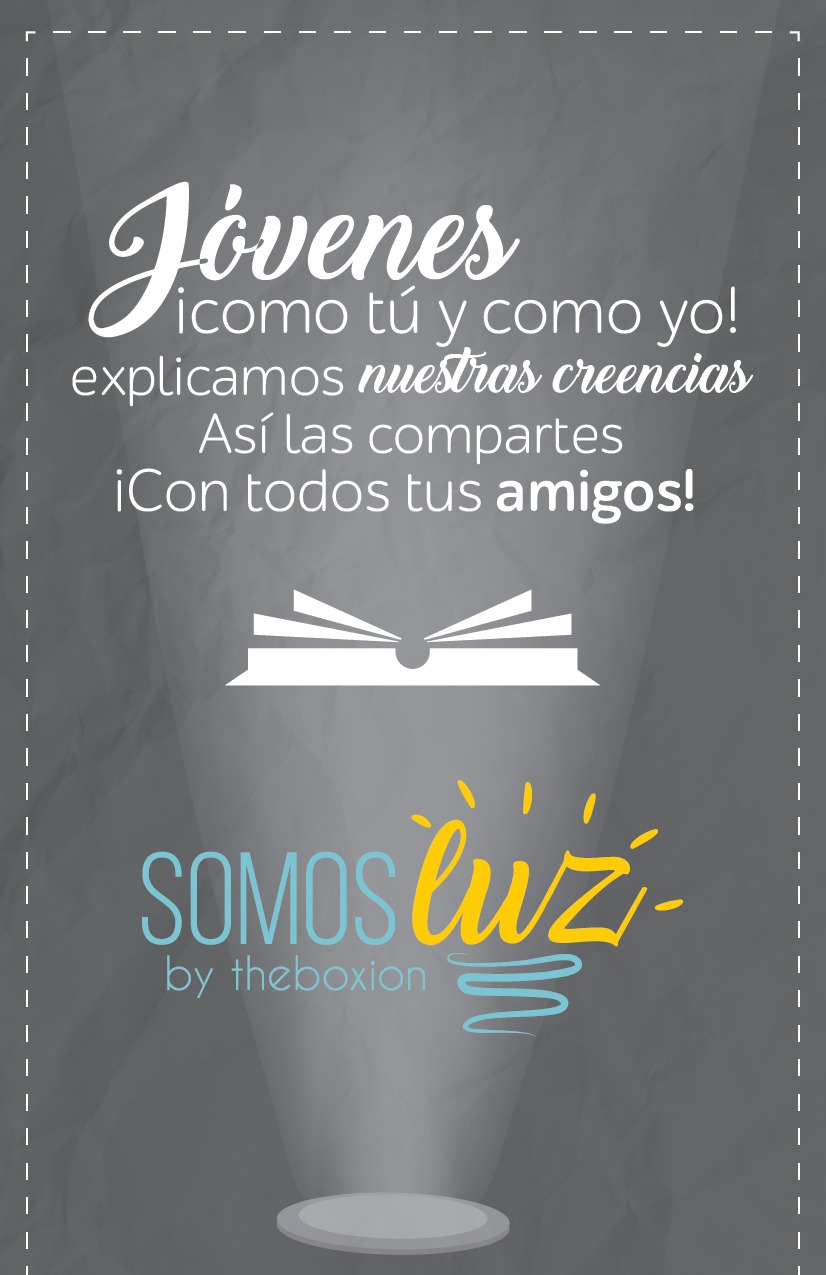 Jóvenes
¡como tú y como yo!
explicamos nuestras creencias
Así las compartes
¡Con todos tus amigos!
SOMOS luz
by theboxion